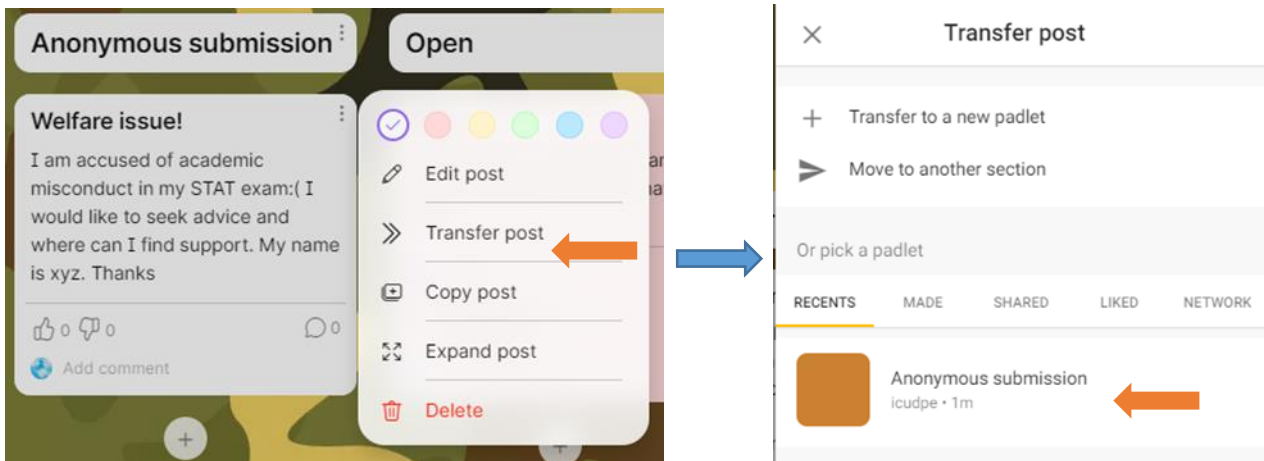 Anonymous submission
Open
Welfare issue!
I am accused of academic
misconduct in my STAT exam:( I
would like to seek advice and
where can I find support. My name
is xyz. Thanks
0 0 0
Add comment
Edit post
Transfer post
Copy post
Expand post
Delete
ar
Transfer post
Transfer to a new padlet
Move to another section
Or pick a padlet
RECENTS MADE SHARED LIKED NETWORK
Anonymous submission
icudpe • 1m